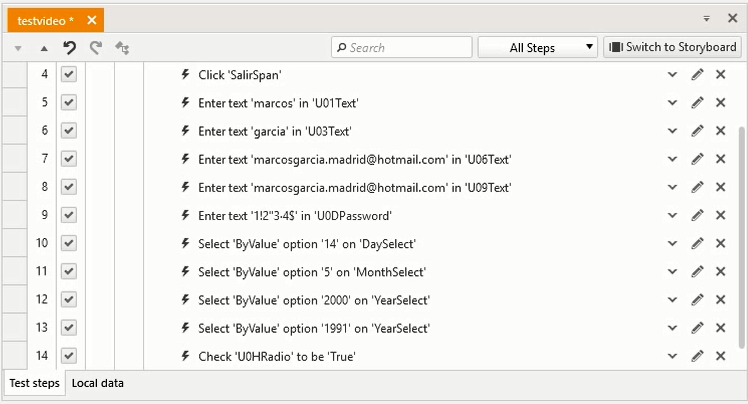 testvideo *
Search
All Steps
Switch to Storyboard
4 Click 'SalirSpan'
5 Enter text 'marcos' in 'U01Text'
6 Enter text 'garcia' in 'U03Text'
7 Enter text 'marcosgarcia.madrid@hotmail.com' in 'U06Text'
8 Enter text 'marcosgarcia.madrid@hotmail.com' in 'U09Text'
9 Enter text '1!2"3·4$' in 'U0DPassword'
10 Select 'ByValue' option '14' on 'DaySelect'
11 Select 'ByValue' option '5' on 'MonthSelect'
12 Select 'ByValue' option '2000' on 'YearSelect'
13 Select 'ByValue' option '1991' on 'YearSelect'
14 Check 'U0HRadio' to be 'True'
Test steps Local data